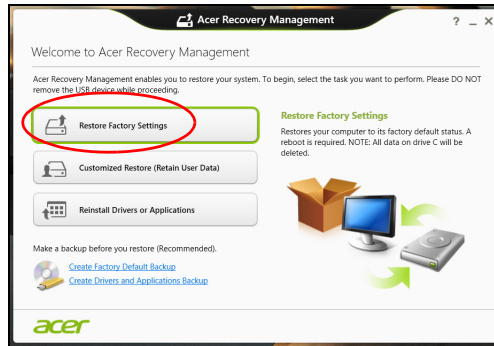 Acer Recovery Management
? _ X
Welcome to Acer Recovery Management
Acer Recovery Management enables you to restore your system. To begin, select the task you want to perform. Please DO NOT
remove the USB device while proceeding.
Restore Factory Settings
Customized Restore (Retain User Data)
Reinstall Drivers or Applications
Restore Factory Settings
Restores your computer to its factory default status. A
reboot is required. NOTE: All data on drive C will be
deleted.
Make a backup before you restore (Recommended).
Create Factory Default Backup
Create Drivers and Applications Backup
acer